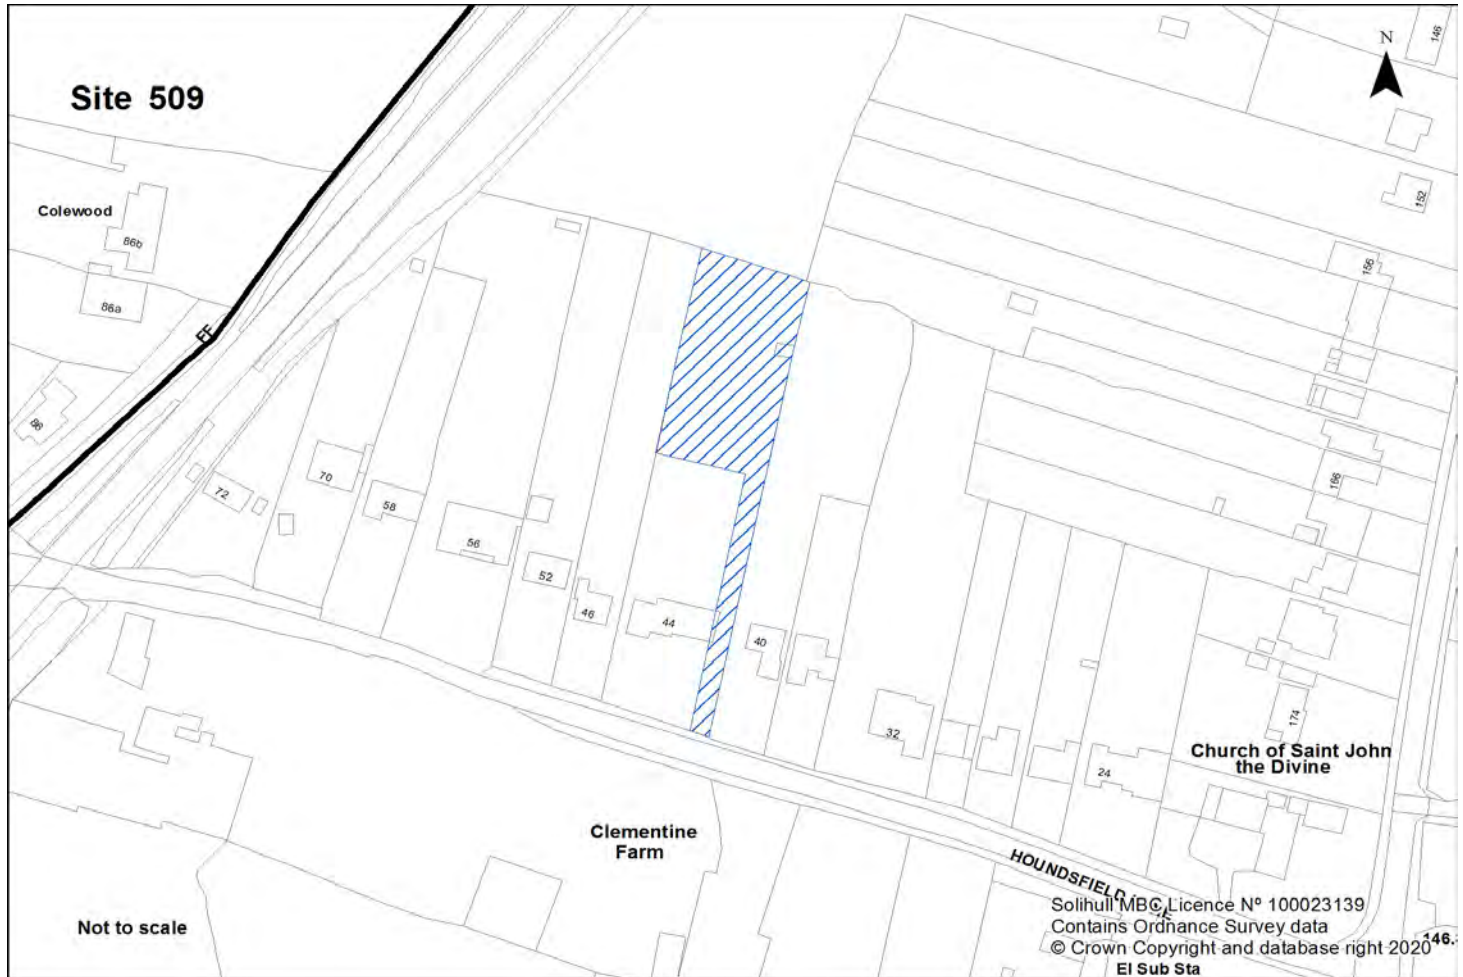 Site 509
N
146
152
156
Colewood
86b
86a
FF
86
72
70
58
56
52
46
44
40
32
24
166
174
Church of Saint John
the Divine
Clementine
Farm
HOUNDSFIELD
Not to scale
Solihull MBC Licence Nº 100023139
Contains Ordnance Survey data
© Crown Copyright and database right 2020
El Sub Sta